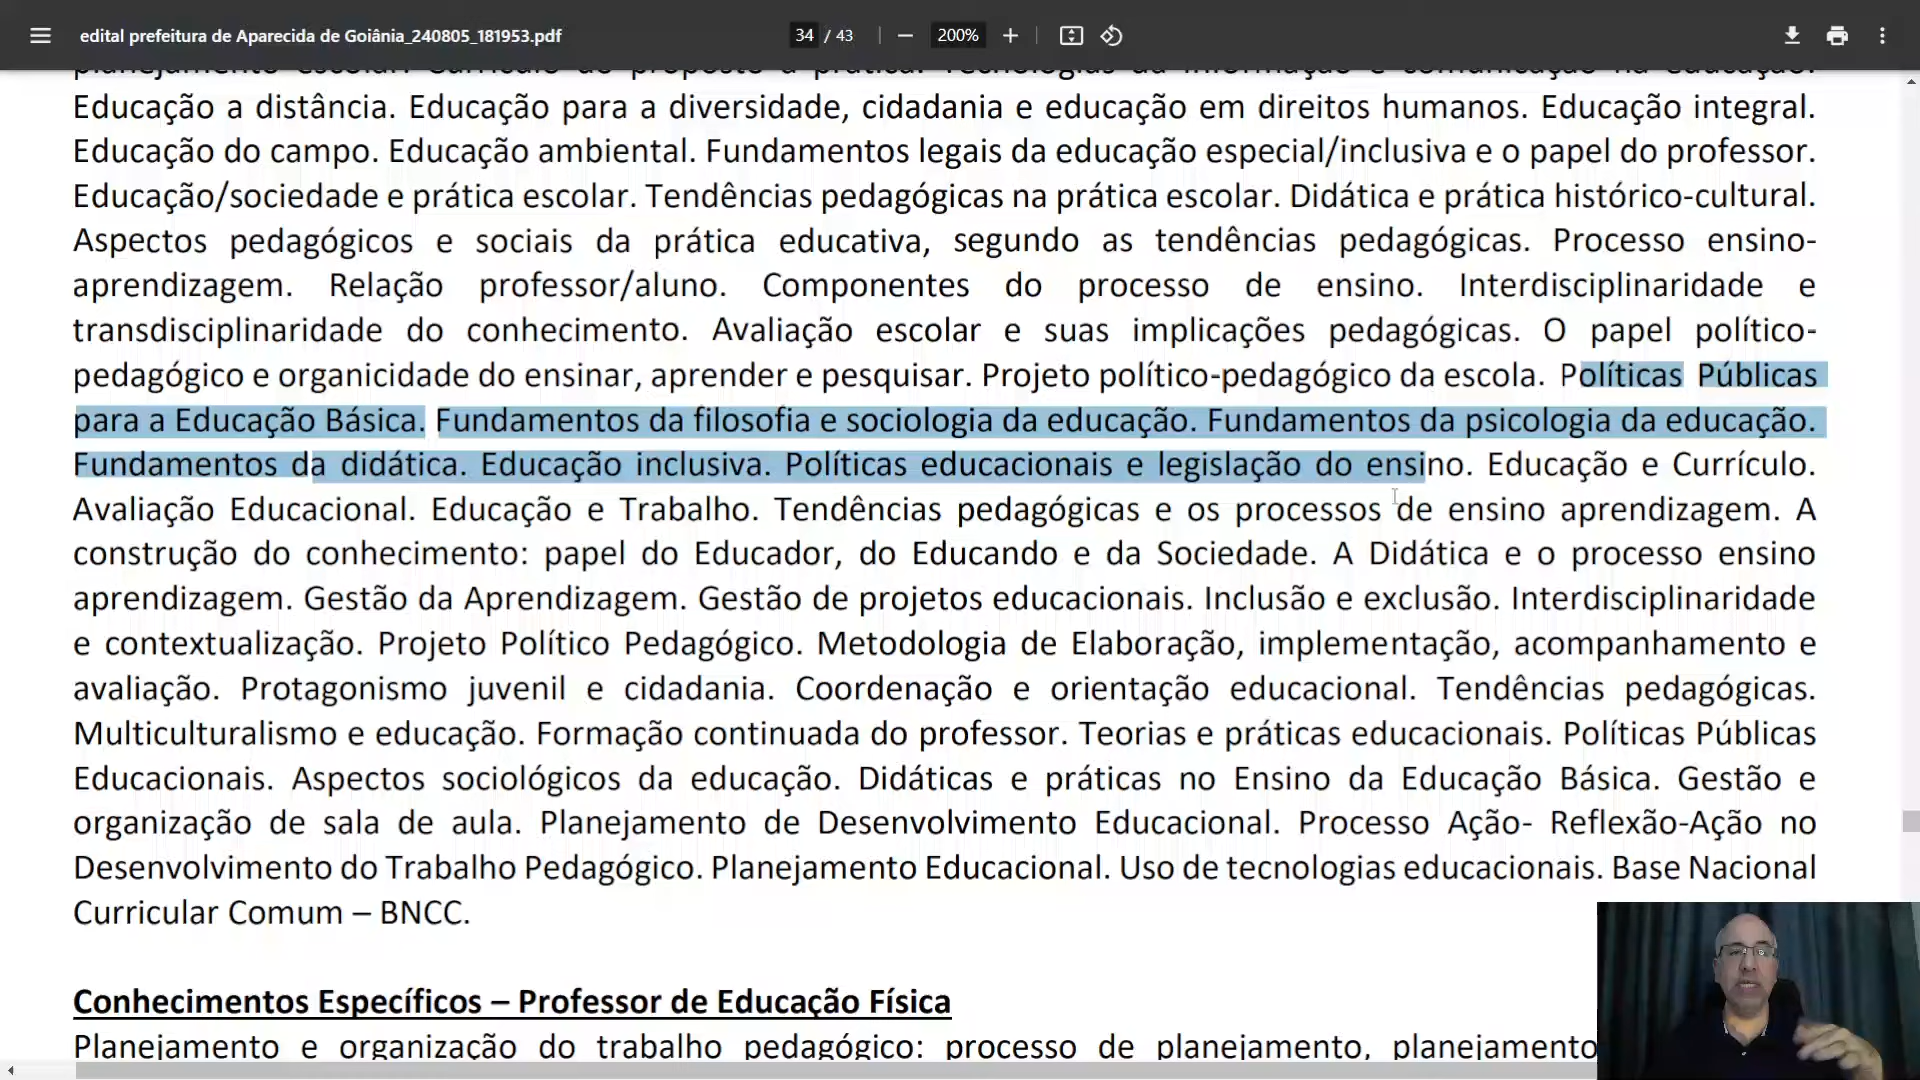 edital prefeitura de Aparecida de Goiânia_240805_181953.pdf
34 / 43
200%
planejamento escolar. Currículo do proposto à prática. Tecnologias da informação e comunicação na educação.
Educação a distância. Educação para a diversidade, cidadania e educação em direitos humanos. Educação integral.
Educação do campo. Educação ambiental. Fundamentos legais da educação especial/inclusiva e o papel do professor.
Educação/sociedade e prática escolar. Tendências pedagógicas na prática escolar. Didática e prática histórico-cultural.
Aspectos pedagógicos e sociais da prática educativa, segundo as tendências pedagógicas. Processo ensino-
aprendizagem. Relação professor/aluno. Componentes do processo de ensino. Interdisciplinaridade e
transdisciplinaridade do conhecimento. Avaliação escolar e suas implicações pedagógicas. O papel político-
pedagógico e organicidade do ensinar, aprender e pesquisar. Projeto político-pedagógico da escola. Políticas Públicas
para a Educação Básica. Fundamentos da filosofia e sociologia da educação. Fundamentos da psicologia da educação.
Fundamentos da didática. Educação inclusiva. Políticas educacionais e legislação do ensino. Educação e Currículo.
Avaliação Educacional. Educação e Trabalho. Tendências pedagógicas e os processos de ensino aprendizagem. A
construção do conhecimento: papel do Educador, do Educando e da Sociedade. A Didática e o processo ensino
aprendizagem. Gestão da Aprendizagem. Gestão de projetos educacionais. Inclusão e exclusão. Interdisciplinaridade
e contextualização. Projeto Político Pedagógico. Metodologia de Elaboração, implementação, acompanhamento e
avaliação. Protagonismo juvenil e cidadania. Coordenação e orientação educacional. Tendências pedagógicas.
Multiculturalismo e educação. Formação continuada do professor. Teorias e práticas educacionais. Políticas Públicas
Educacionais. Aspectos sociológicos da educação. Didáticas e práticas no Ensino da Educação Básica. Gestão e
organização de sala de aula. Planejamento de Desenvolvimento Educacional. Processo Ação- Reflexão-Ação no
Desenvolvimento do Trabalho Pedagógico. Planejamento Educacional. Uso de tecnologias educacionais. Base Nacional
Curricular Comum – BNCC.
Conhecimentos Específicos – Professor de Educação Física
Planejamento e organização do trabalho pedagógico: processo de planejamento, planejamento